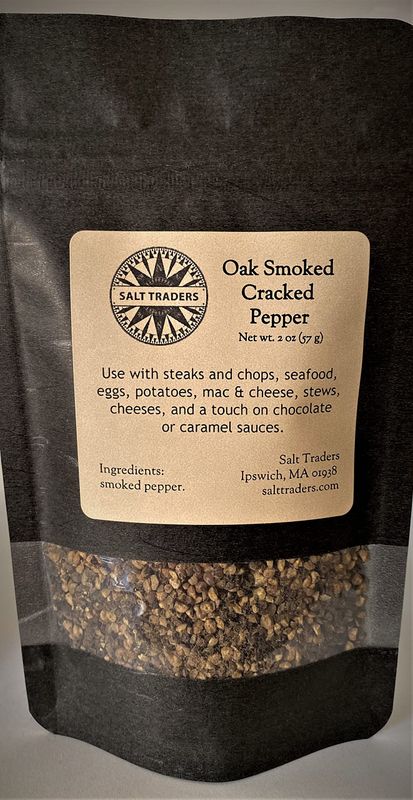 SALT TRADERS
Oak Smoked
Cracked
Pepper
Net wt. 2 oz (57 g)
Use with steaks and chops, seafood,
eggs, potatoes, mac & cheese, stews,
cheeses, and a touch on chocolate
or caramel sauces.
Ingredients:
smoked pepper.
Salt Traders
Ipswich, MA 01938
salttraders.com